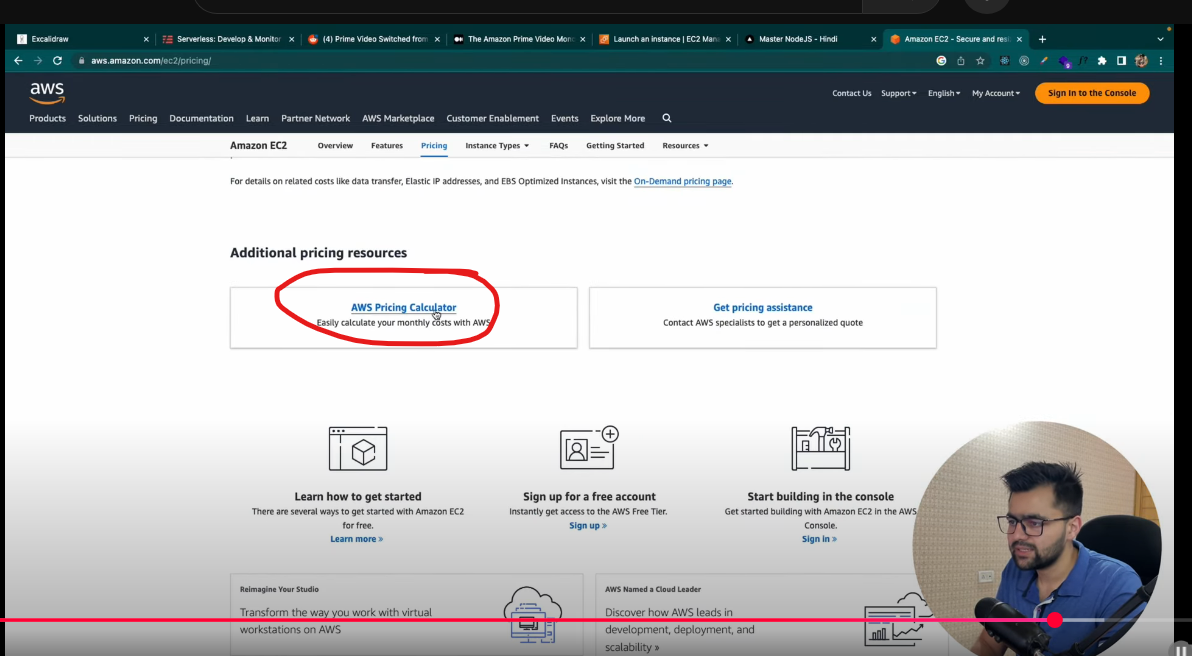 Excalidraw
Serverless: Develop & Monitor
(4) Prime Video Switched from
The Amazon Prime Video Mono
Launch an instance | EC2 Mana
Master NodeJS - Hindi
Amazon EC2 - Secure and resi
aws.amazon.com/ec2/pricing/
aws
Contact Us Support English My Account Sign In to the Console
Products Solutions Pricing Documentation Learn Partner Network AWS Marketplace Customer Enablement Events Explore More
Amazon EC2 Overview Features Pricing Instance Types FAQs Getting Started Resources
For details on related costs like data transfer, Elastic IP addresses, and EBS Optimized Instances, visit the On-Demand pricing page.
Additional pricing resources
AWS Pricing Calculator
Easily calculate your monthly costs with AWS
Get pricing assistance
Contact AWS specialists to get a personalized quote
Learn how to get started
There are several ways to get started with Amazon EC2
for free.
Learn more »
Sign up for a free account
Instantly get access to the AWS Free Tier.
Sign up »
Start building in the console
Get started building with Amazon EC2 in the AWS
Console.
Sign in »
Reimagine Your Studio
Transform the way you work with virtual
workstations on AWS
AWS Named a Cloud Leader
Discover how AWS leads in
development, deployment, and
scalability »